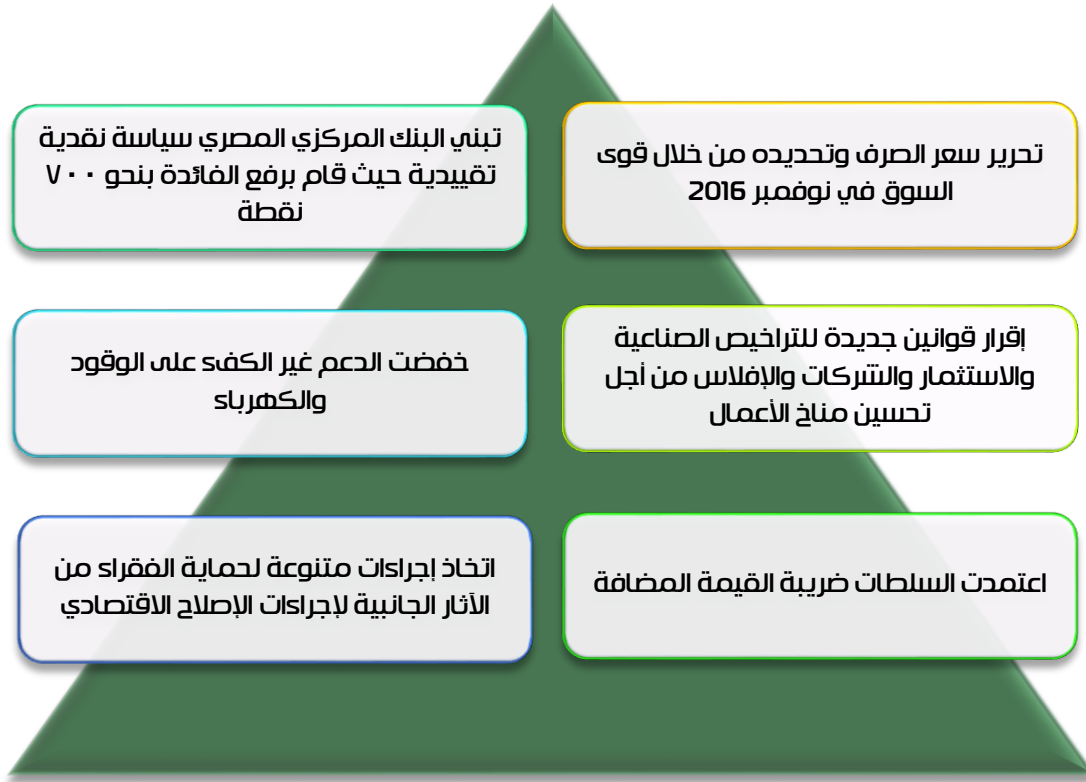 تحرير سعر الصرف وتحديده من خلال قوى
السوق في نوفمبر 2016
تبني البنك المركزي المصري سياسة نقدية
تقييدية حيث قام برفع الفائدة بنحو ٧٠٠
نقطة
إقرار قوانين جديدة للتراخيص الصناعية
والاستثمار والشركات والإفلاس من أجل
تحسين مناخ الأعمال
خفضت الدعم غير الكفء على الوقود
والكهرباء
اعتمدت السلطات ضريبة القيمة المضافة
اتخاذ إجراءات متنوعة لحماية الفقراء من
الآثار الجانبية لإجراءات الإصلاح الاقتصادي